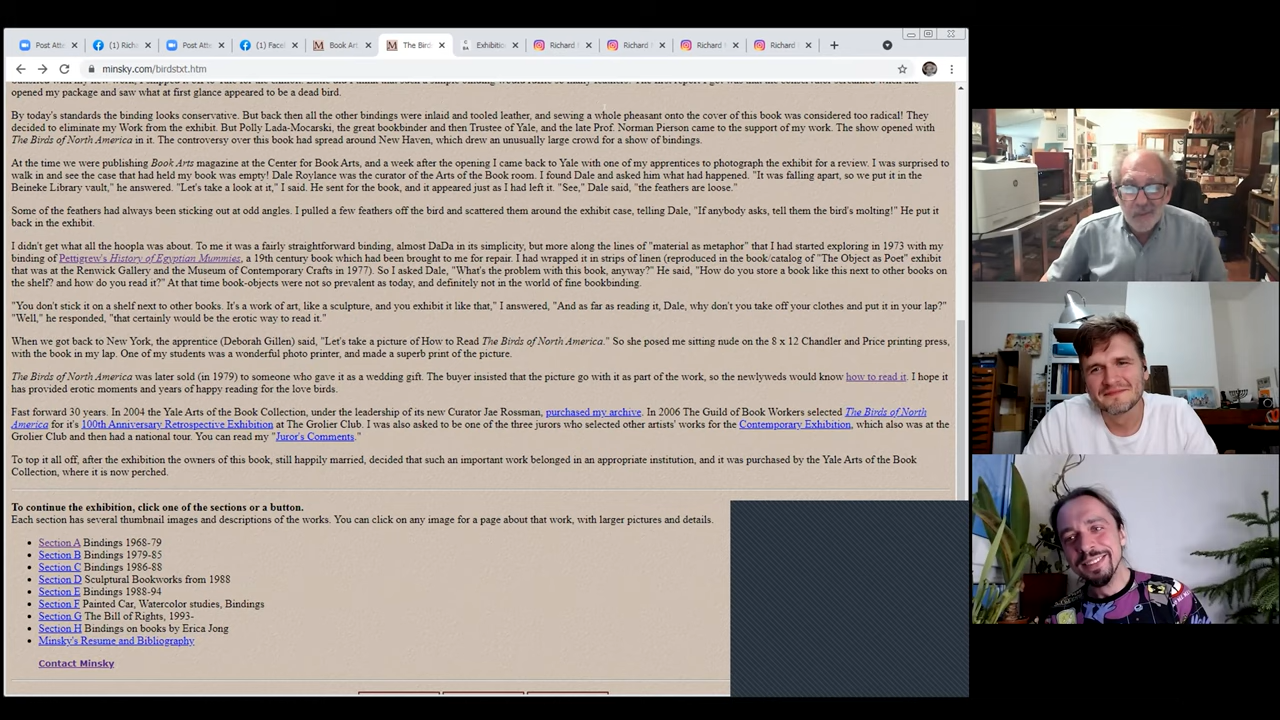 Post Atte
(1) Richa
Post Atte
(1) Facel
Book Art
The Bird
Exhibition
Richard
Richard
Richard
Richard
minsky.com/birdstxt.htm
opened my package and saw what at first glance appeared to be a dead bird.
By today's standards the binding looks conservative. But back then all the other bindings were inlaid and tooled leather, and sewing a whole pheasant onto the cover of this book was considered too radical! They
decided to eliminate my Work from the exhibit. But Polly Lada-Mocarski, the great bookbinder and then Trustee of Yale, and the late Prof. Norman Pierson came to the support of my work. The show opened with
The Birds of North America in it. The controversy over this book had spread around New Haven, which drew an unusually large crowd for a show of bindings.
At the time we were publishing Book Arts magazine at the Center for Book Arts, and a week after the opening I came back to Yale with one of my apprentices to photograph the exhibit for a review. I was surprised to
walk in and see the case that had held my book was empty! Dale Roylance was the curator of the Arts of the Book room. I found Dale and asked him what had happened. "It was falling apart, so we put it in the
Beineke Library vault," he answered. "Let's take a look at it," I said. He sent for the book, and it appeared just as I had left it. "See," Dale said, "the feathers are loose."
Some of the feathers had always been sticking out at odd angles. I pulled a few feathers off the bird and scattered them around the exhibit case, telling Dale, "If anybody asks, tell them the bird's molting!" He put it
back in the exhibit.
I didn't get what all the hoopla was about. To me it was a fairly straightforward binding, almost DaDa in its simplicity, but more along the lines of "material as metaphor" that I had started exploring in 1973 with my
binding of Pettigrew's History of Egyptian Mummies, a 19th century book which had been brought to me for repair. I had wrapped it in strips of linen (reproduced in the book/catalog of "The Object as Poet" exhibit
that was at the Renwick Gallery and the Museum of Contemporary Crafts in 1977). So I asked Dale, "What's the problem with this book, anyway?" He said, "How do you store a book like this next to other books on
the shelf? and how do you read it?" At that time book-objects were not so prevalent as today, and definitely not in the world of fine bookbinding.
"You don't stick it on a shelf next to other books. It's a work of art, like a sculpture, and you exhibit it like that," I answered, "And as far as reading it, Dale, why don't you take off your clothes and put it in your lap?"
"Well," he responded, "that certainly would be the erotic way to read it."
When we got back to New York, the apprentice (Deborah Gillen) said, "Let's take a picture of How to Read The Birds of North America." So she posed me sitting nude on the 8 x 12 Chandler and Price printing press,
with the book in my lap. One of my students was a wonderful photo printer, and made a superb print of the picture.
The Birds of North America was later sold (in 1979) to someone who gave it as a wedding gift. The buyer insisted that the picture go with it as part of the work, so the newlyweds would know how to read it. I hope it
has provided erotic moments and years of happy reading for the love birds.
Fast forward 30 years. In 2004 the Yale Arts of the Book Collection, under the leadership of its new Curator Jae Rossman, purchased my archive. In 2006 The Guild of Book Workers selected The Birds of North
America for it's 100th Anniversary Retrospective Exhibition at The Grolier Club. I was also asked to be one of the three jurors who selected other artists' works for the Contemporary Exhibition, which also was at the
Grolier Club and then had a national tour. You can read my "Juror's Comments."
To top it all off, after the exhibition the owners of this book, still happily married, decided that such an important work belonged in an appropriate institution, and it was purchased by the Yale Arts of the Book
Collection, where it is now perched.
To continue the exhibition, click one of the sections or a button.
Each section has several thumbnail images and descriptions of the works. You can click on any image for a page about that work, with larger pictures and details.
Section A Bindings 1968-79
Section B Bindings 1979-85
Section C Bindings 1986-88
Section D Sculptural Bookworks from 1988
Section E Bindings 1988-94
Section F Painted Car, Watercolor studies, Bindings
Section G The Bill of Rights, 1993-
Section H Bindings on books by Erica Jong
Minsky's Resume and Bibliography
Contact Minsky